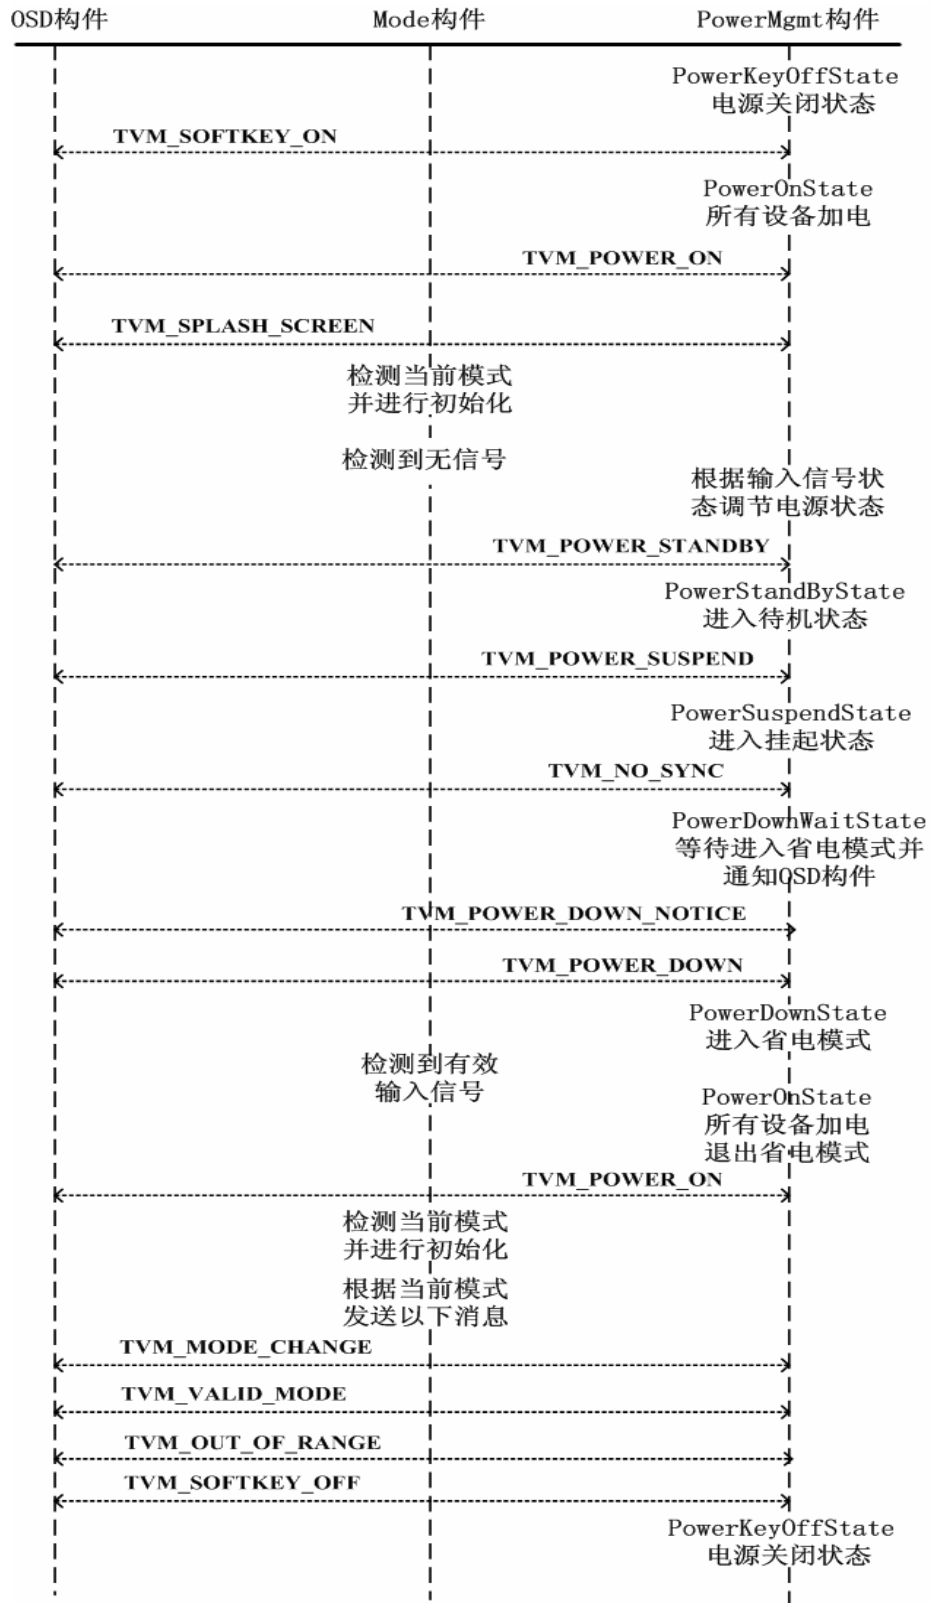 OSD构件
Mode构件
PowerMgmt构件
PowerKeyOffState
电源关闭状态
TVM_SOFTKEY_ON
PowerOnState
所有设备加电
TVM_POWER_ON
TVM_SPLASH_SCREEN
检测当前模式
并进行初始化
检测到无信号
根据输入信号状
态调节电源状态
TVM_POWER_STANDBY
PowerStandByState
进入待机状态
TVM_POWER_SUSPEND
PowerSuspendState
进入挂起状态
TVM_NO_SYNC
PowerDownWaitState
等待进入省电模式并
通知OSD构件
TVM_POWER_DOWN_NOTICE
TVM_POWER_DOWN
PowerDownState
进入省电模式
检测到有效
输入信号
PowerOnState
所有设备加电
退出省电模式
TVM_POWER_ON
检测当前模式
并进行初始化
根据当前模式
发送以下消息
TVM_MODE_CHANGE
TVM_VALID_MODE
TVM_OUT_OF_RANGE
TVM_SOFTKEY_OFF
PowerKeyOffState
电源关闭状态